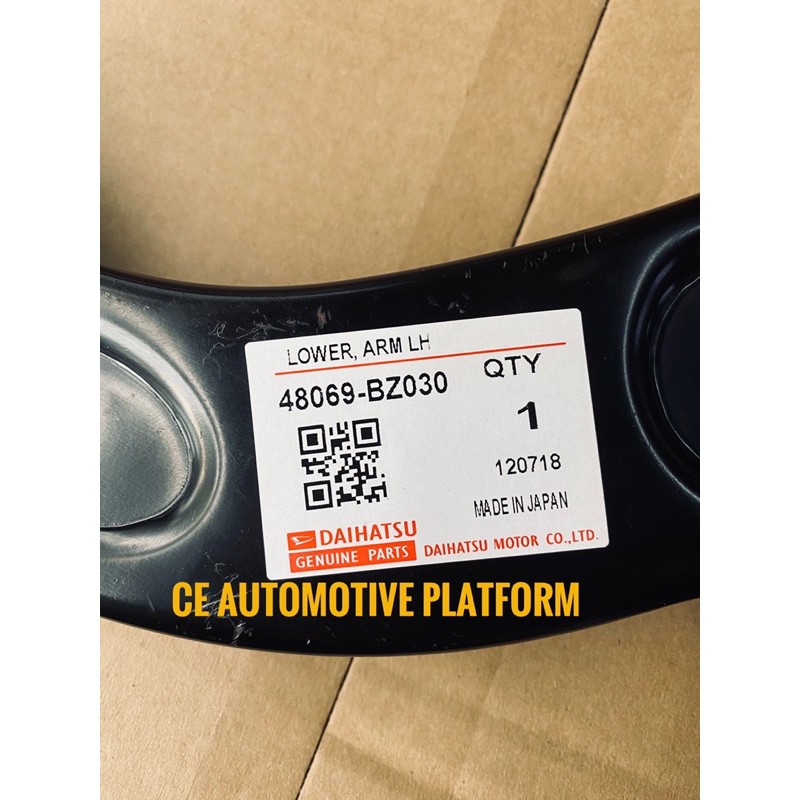 LOWER, ARM LH
48069-BZ030
QTY
1
120718
MADE IN JAPAN
DAIHATSU
GENUINE PARTS
DAIHATSU MOTOR CO.,LTD.
CE AUTOMOTIVE PLATFORM